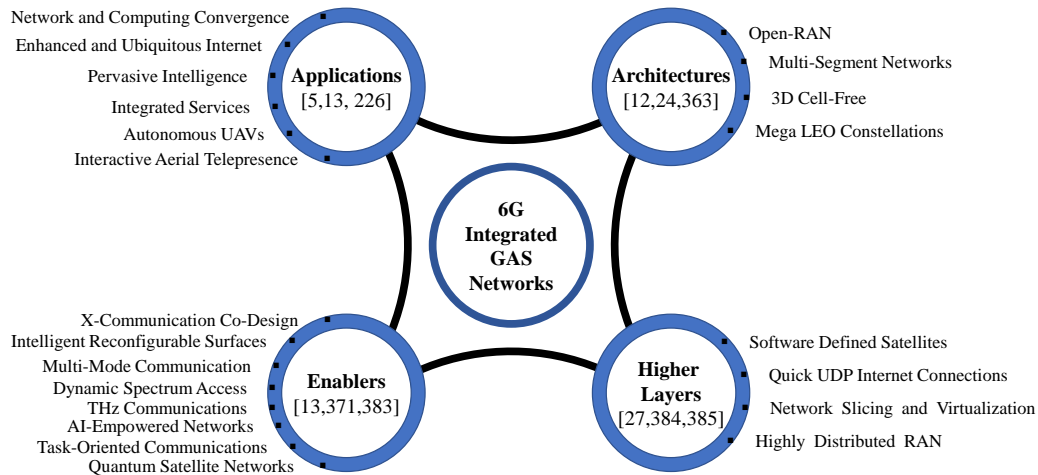 Network and Computing Convergence
Enhanced and Ubiquitous Internet
Pervasive Intelligence
Integrated Services
Autonomous UAVs
Interactive Aerial Telepresence
Applications
[5,13, 226]
Architectures
[12,24,363]
Open-RAN
Multi-Segment Networks
3D Cell-Free
Mega LEO Constellations
6G
Integrated
GAS
Networks
X-Communication Co-Design
Intelligent Reconfigurable Surfaces
Multi-Mode Communication
Dynamic Spectrum Access
THz Communications
AI-Empowered Networks
Task-Oriented Communications
Quantum Satellite Networks
Enablers
[13,371,383]
Higher
Layers
[27,384,385]
Software Defined Satellites
Quick UDP Internet Connections
Network Slicing and Virtualization
Highly Distributed RAN